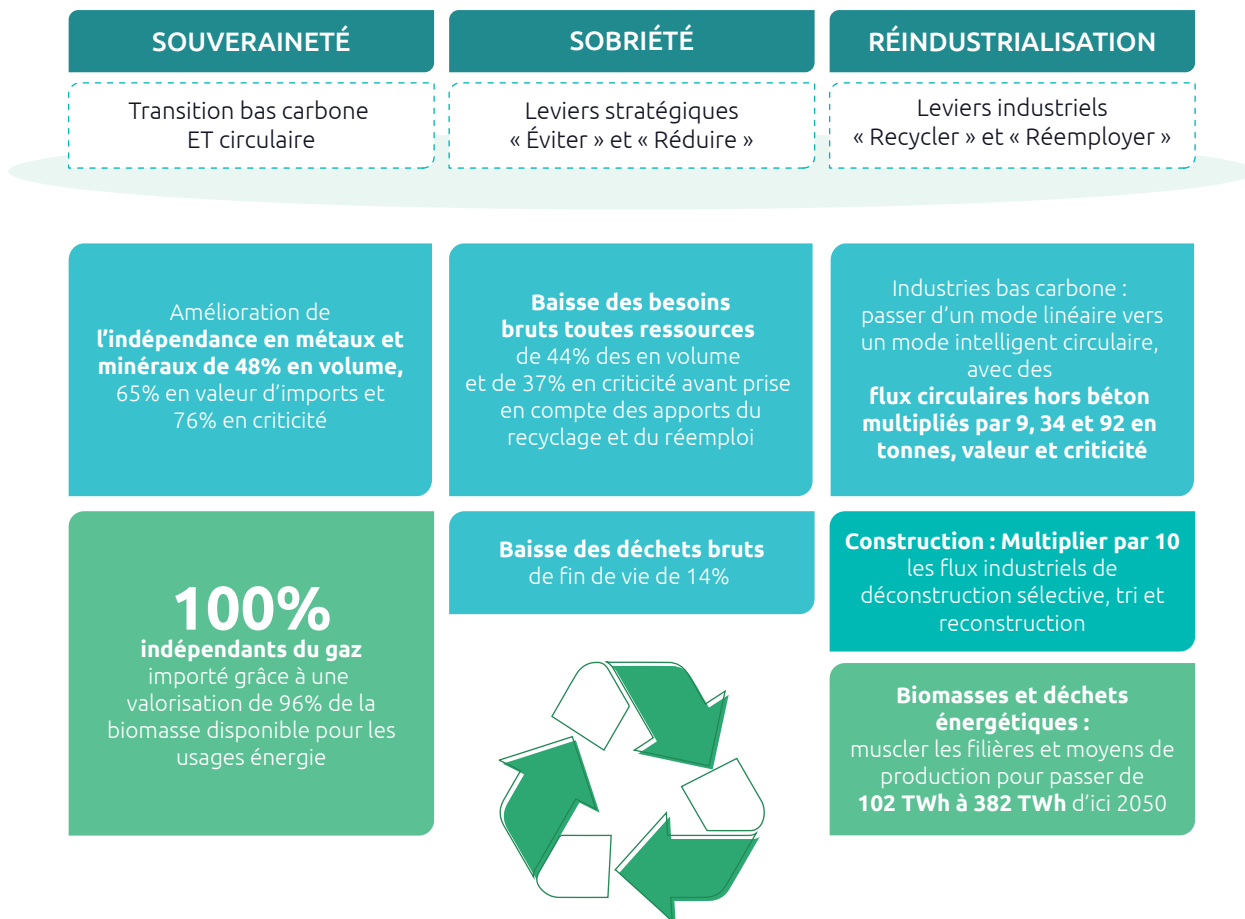 SOUVERAINETÉ
Transition bas carbone
ET circulaire
SOBRIÉTÉ
Leviers stratégiques
« Éviter » et « Réduire »
RÉINDUSTRIALISATION
Leviers industriels
« Recycler » et « Réemployer »
Amélioration de
l'indépendance en métaux et
minéraux de 48% en volume,
65% en valeur d'imports et
76% en criticité
100%
indépendants du gaz
importé grâce à une
valorisation de 96% de la
biomasse disponible pour les
usages énergie
Baisse des besoins
bruts toutes ressources
de 44% des en volume
et de 37% en criticité avant prise
en compte des apports du
recyclage et du réemploi
Baisse des déchets bruts
de fin de vie de 14%
Industries bas carbone :
passer d'un mode linéaire vers
un mode intelligent circulaire,
avec des
flux circulaires hors béton
multipliés par 9, 34 et 92 en
tonnes, valeur et criticité
Construction : Multiplier par 10
les flux industriels de
déconstruction sélective, tri et
reconstruction
Biomasses et déchets
énergétiques :
muscler les filières et moyens de
production pour passer de
102 TWh à 382 TWh d'ici 2050